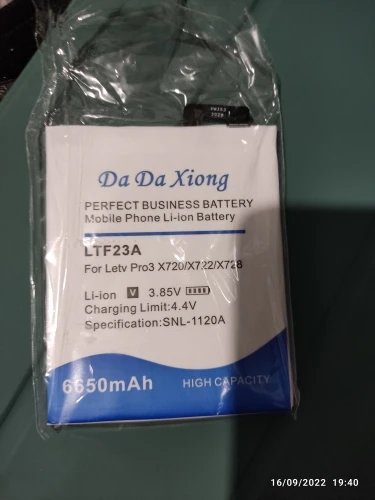 Da Da Xiong
PERFECT BUSINESS BATTERY
Mobile Phone Li-ion Battery
LTF23A
For Letv Pro3 X720/X722/X728
Li-ion V 3.85V
Charging Limit:4.4V
Specification:SNL-1120A
6650mAh HIGH CAPACITY
16/09/2022 19:40